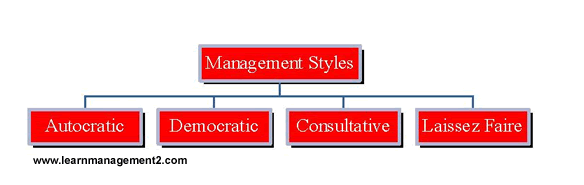 Management Styles
Autocratic Democratic Consultative Laissez Faire
www.learnmanagement2.com